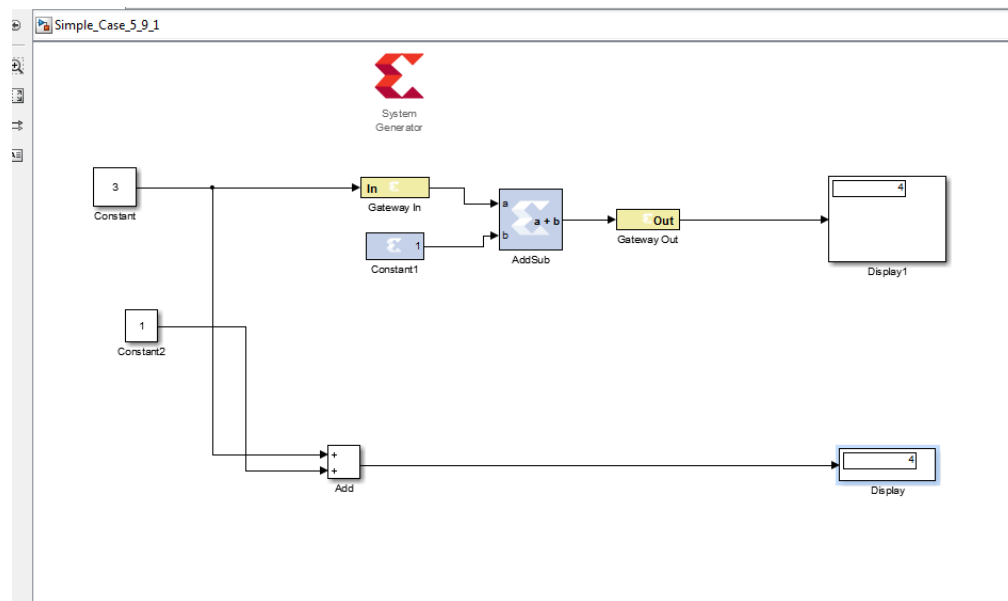 Simple_Case_5_9_1
System
Generator
3
Constant
In
Gateway In
1
Constant1
a
b
a + b
AddSub
Out
Gateway Out
4
Display1
1
Constant2
+
+
Add
4
Display